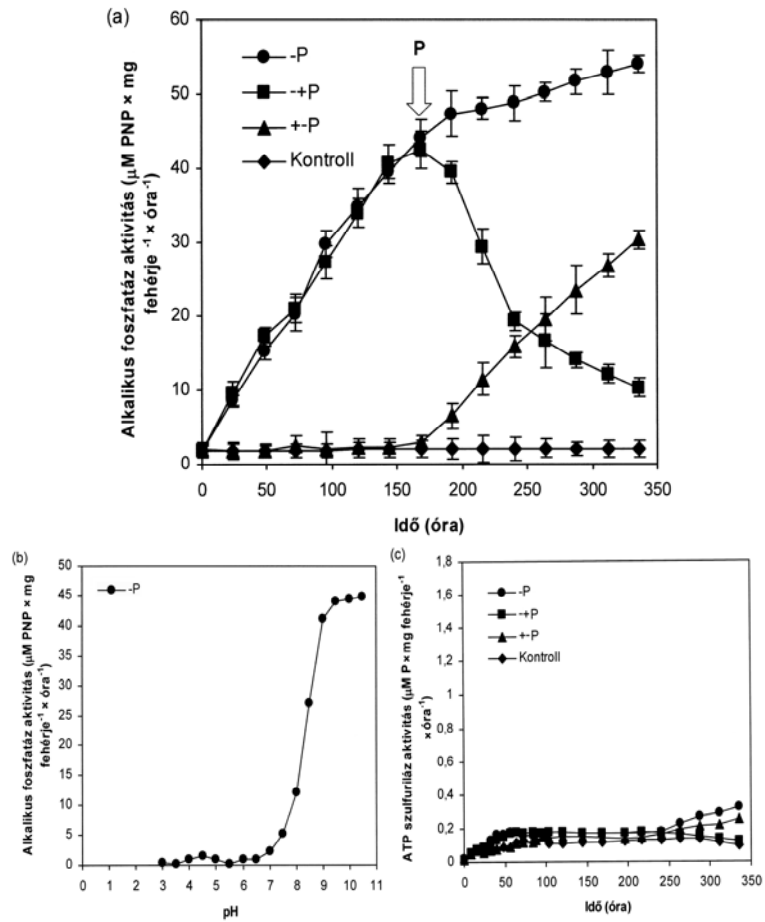 (a)
Alkalikus foszfatáz aktivitás (μM PNP × mg
fehérje⁻¹ × óra⁻¹)
60
50
40
30
20
10
0
-P
-+P
+-P
Kontroll
P
0 50 100 150 200 250 300 350
Idő (óra)
(b)
Alkalikus foszfatáz aktivitás (μM PNP × mg
fehérje⁻¹ × óra⁻¹)
50
45
40
35
30
25
20
15
10
5
0
-P
0 1 2 3 4 5 6 7 8 9 10 11
pH
(c)
ATP szulfuriláz aktivitás (μM P × mg fehérje⁻¹
× óra⁻¹)
1,8
1,6
1,4
1,2
1
0,8
0,6
0,4
0,2
0
-P
-+P
+-P
Kontroll
0 50 100 150 200 250 300 350
Idő (óra)